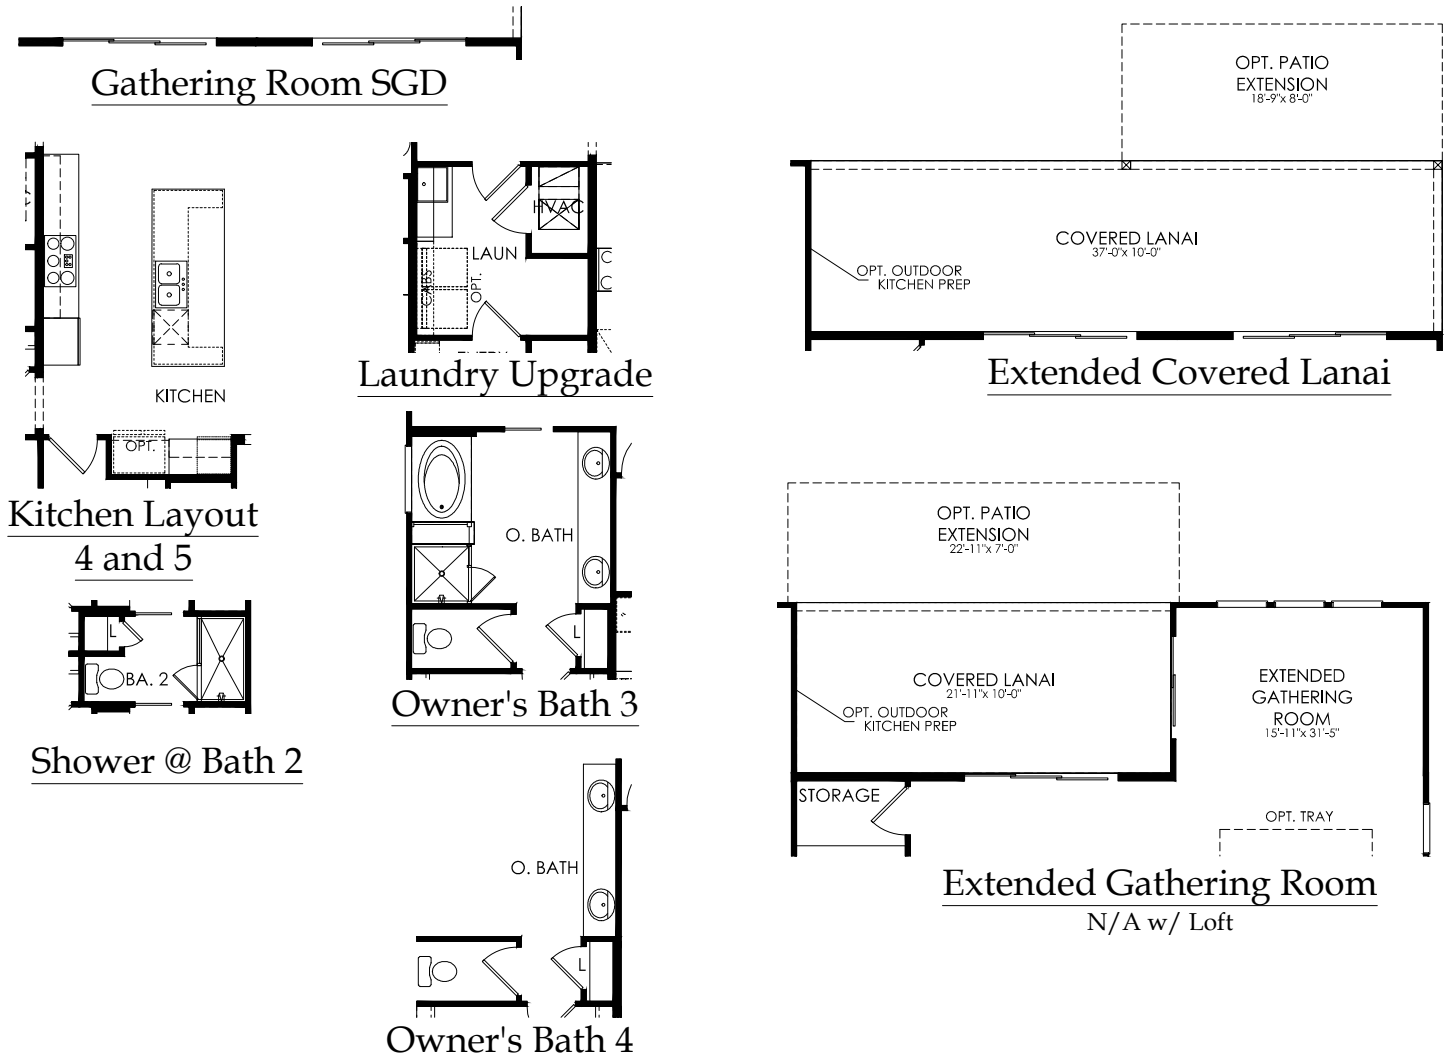 Gathering Room SGD
KITCHEN
OPT.
Kitchen Layout
4 and 5
L
BA. 2
Shower @ Bath 2
HVAC
LAUN
CABS
OPT.
Laundry Upgrade
O. BATH
L
Owner's Bath 3
O. BATH
L
Owner's Bath 4
OPT. PATIO
EXTENSION
18'-9"x 8'-0"
COVERED LANAI
37'-0"x 10'-0"
OPT. OUTDOOR
KITCHEN PREP
Extended Covered Lanai
OPT. PATIO
EXTENSION
22'-11"x 7'-0"
COVERED LANAI
21'-11"x 10'-0"
OPT. OUTDOOR
KITCHEN PREP
EXTENDED
GATHERING
ROOM
15'-11"x 31'-5"
STORAGE
OPT. TRAY
Extended Gathering Room
N/A w/ Loft